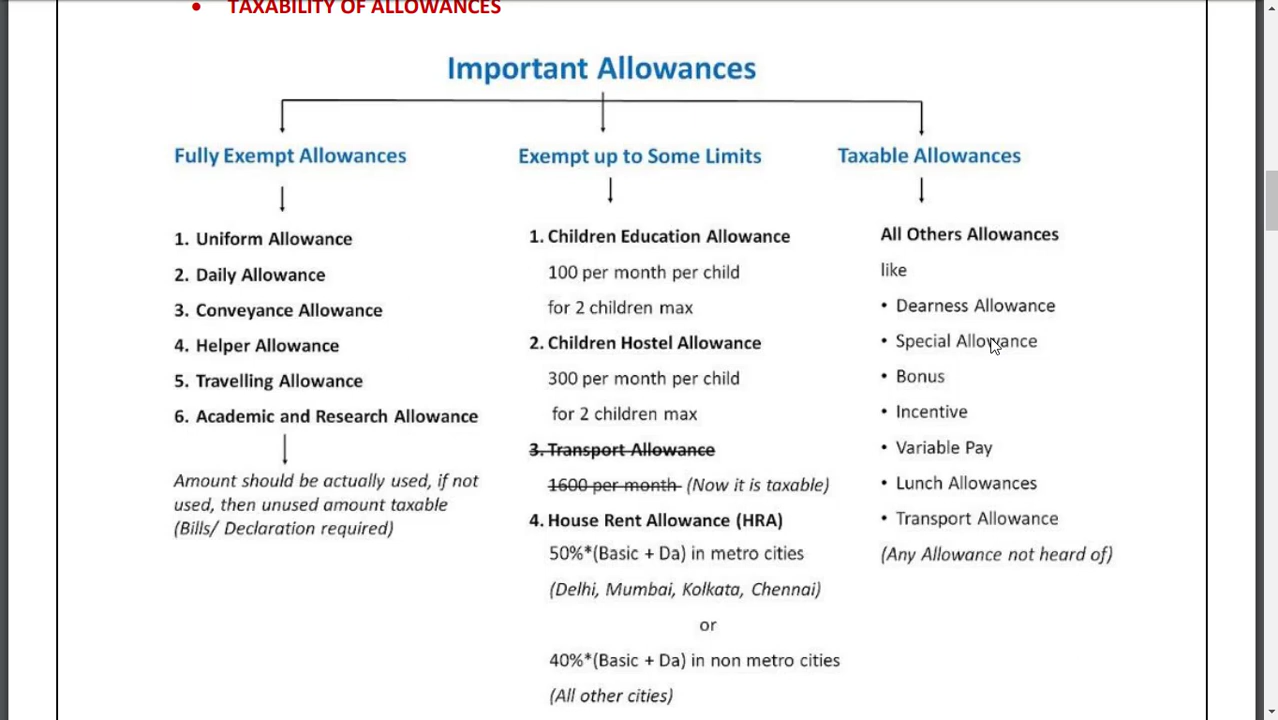 • TAXABILITY OF ALLOWANCES
Important Allowances
Fully Exempt Allowances
1. Uniform Allowance
2. Daily Allowance
3. Conveyance Allowance
4. Helper Allowance
5. Travelling Allowance
6. Academic and Research Allowance
Amount should be actually used, if not
used, then unused amount taxable
(Bills/ Declaration required)
Exempt up to Some Limits
1. Children Education Allowance
100 per month per child
for 2 children max
2. Children Hostel Allowance
300 per month per child
for 2 children max
3. Transport Allowance
1600 per month (Now it is taxable)
4. House Rent Allowance (HRA)
50%*(Basic + Da) in metro cities
(Delhi, Mumbai, Kolkata, Chennai)
or
40%*(Basic + Da) in non metro cities
(All other cities)
Taxable Allowances
All Others Allowances
like
• Dearness Allowance
• Special Allowance
• Bonus
• Incentive
• Variable Pay
• Lunch Allowances
• Transport Allowance
(Any Allowance not heard of)